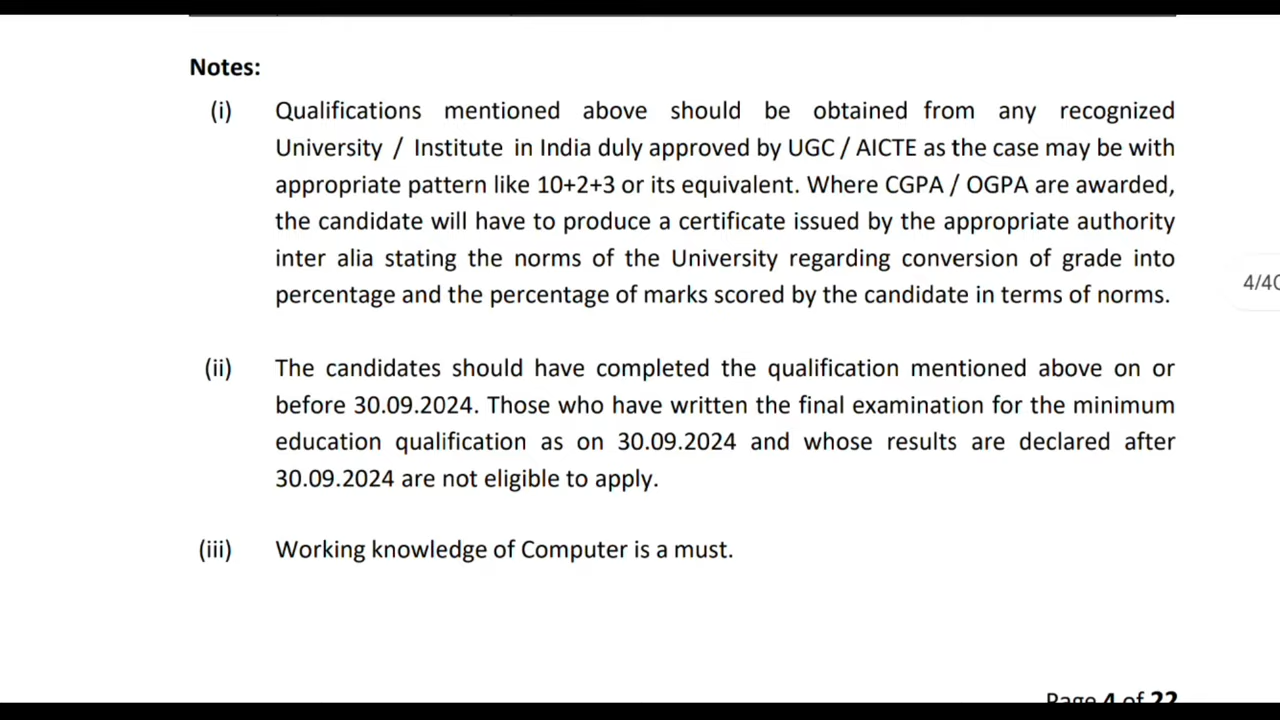 Notes:
(i) Qualifications mentioned above should be obtained from any recognized
University / Institute in India duly approved by UGC / AICTE as the case may be with
appropriate pattern like 10+2+3 or its equivalent. Where CGPA / OGPA are awarded,
the candidate will have to produce a certificate issued by the appropriate authority
inter alia stating the norms of the University regarding conversion of grade into
percentage and the percentage of marks scored by the candidate in terms of norms.
4/40
(ii) The candidates should have completed the qualification mentioned above on or
before 30.09.2024. Those who have written the final examination for the minimum
education qualification as on 30.09.2024 and whose results are declared after
30.09.2024 are not eligible to apply.
(iii) Working knowledge of Computer is a must.
Page 4 of 22